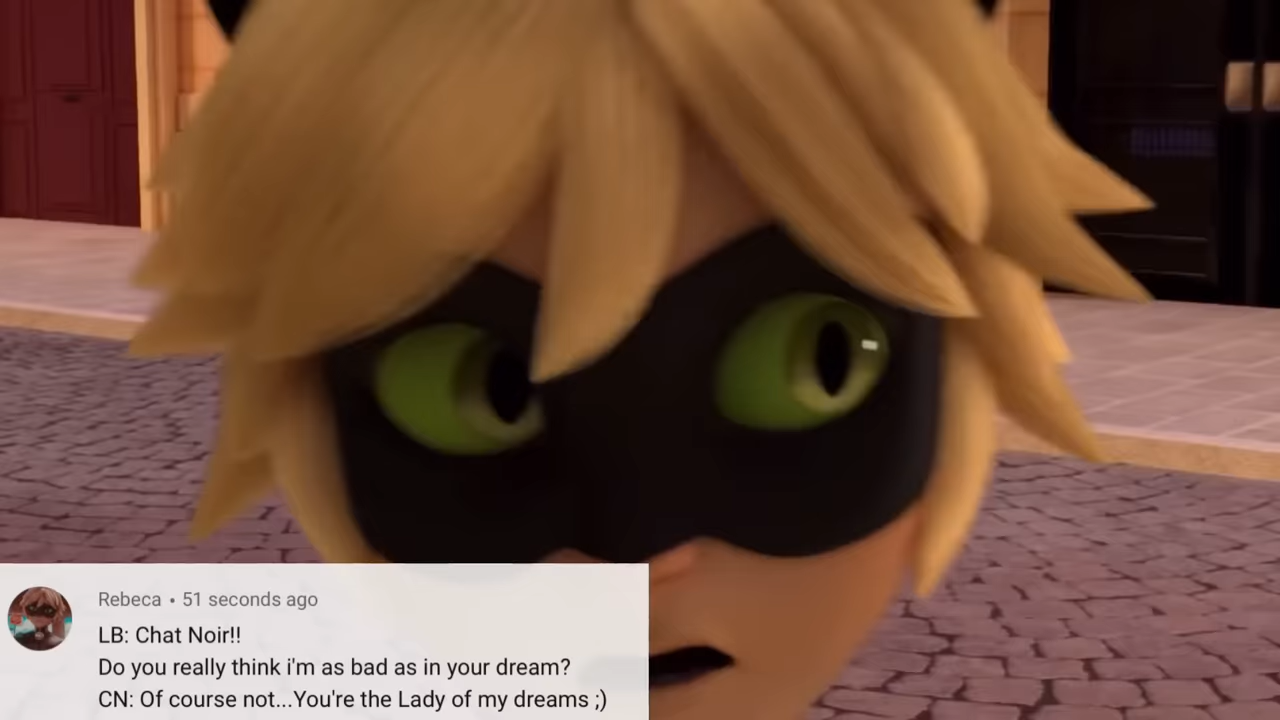 Rebeca • 51 seconds ago
LB: Chat Noir!!
Do you really think i'm as bad as in your dream?
CN: Of course not...You're the Lady of my dreams ;)